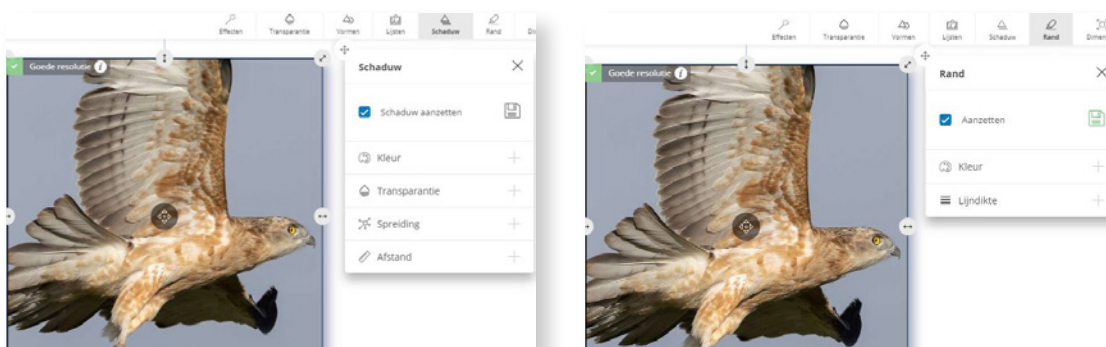 Effecten Transparantie Vormen Lijsten Schaduw Rand
Goede resolutie
Schaduw
Schaduw aanzetten
Kleur
Transparantie
Spreiding
Afstand
Effecten Transparantie Vormen Lijsten Schaduw Rand Dimen
Goede resolutie
Rand
Aanzetten
Kleur
Lijndikte